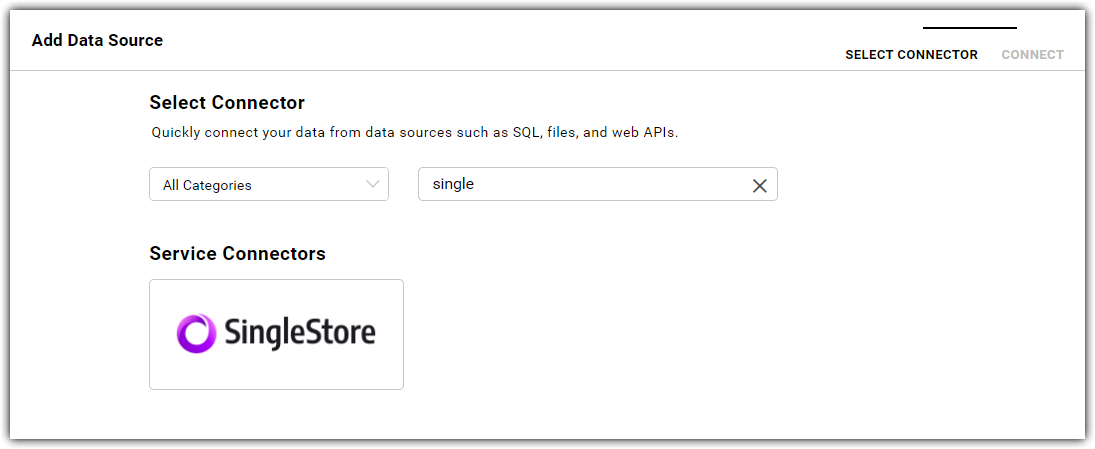 Add Data Source
SELECT CONNECTOR CONNECT
Select Connector
Quickly connect your data from data sources such as SQL, files, and web APIs.
All Categories single
Service Connectors
SingleStore